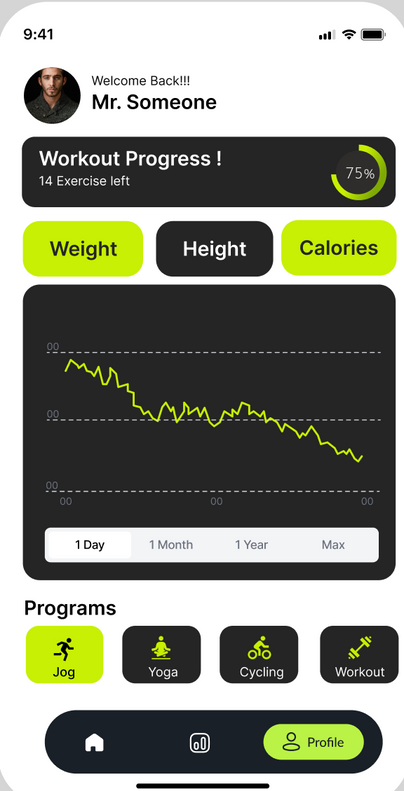 9:41
Welcome Back!!!
Mr. Someone
Workout Progress !
14 Exercise left
75%
Weight
Height
Calories
00
00
00
00 00 00
1 Day 1 Month 1 Year Max
Programs
Jog Yoga Cycling Workout
Profile